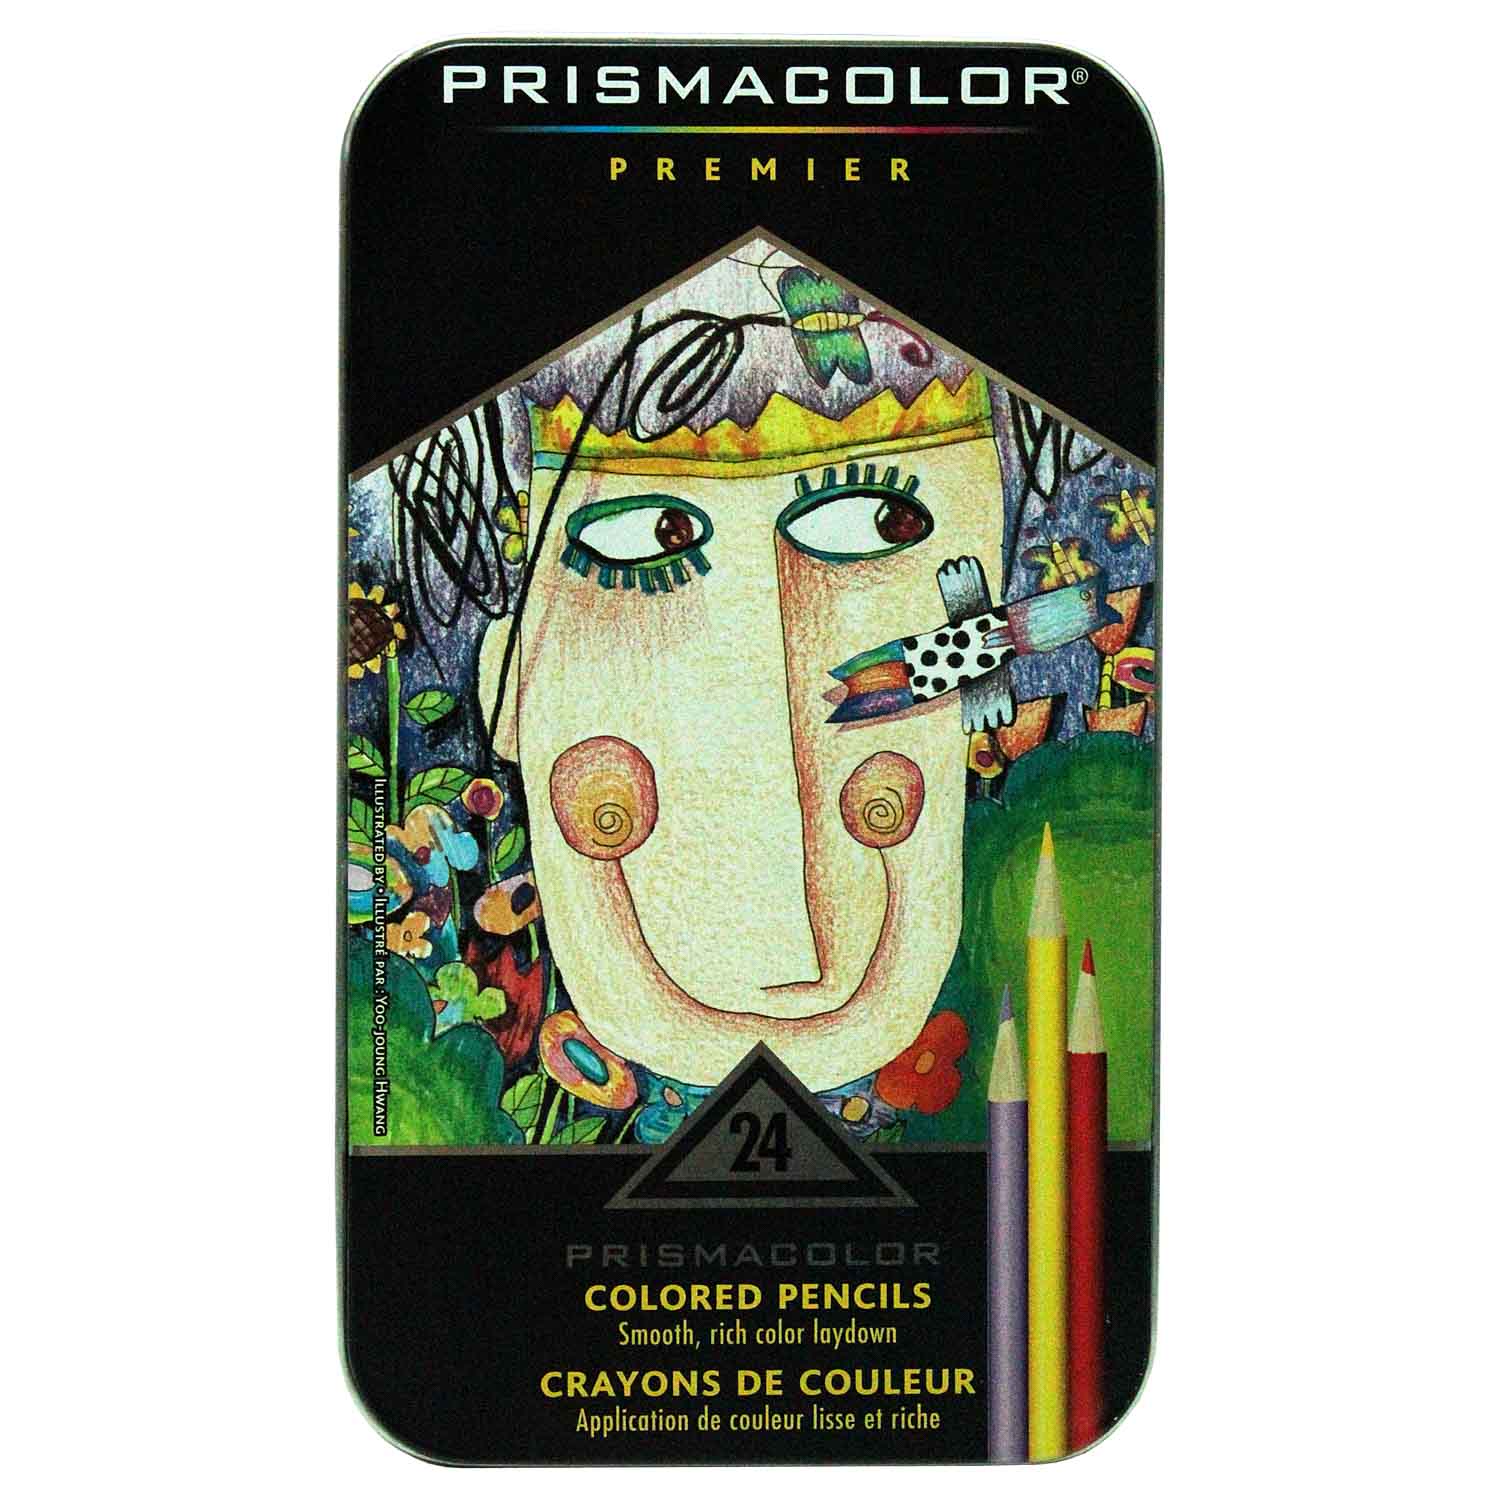 PRISMACOLOR®
PREMIER
ILLUSTRATED BY • ILLUSTRÉ PAR : YOO-JOUNG HWANG
24
PRISMACOLOR
COLORED PENCILS
Smooth, rich color laydown
CRAYONS DE COULEUR
Application de couleur lisse et riche